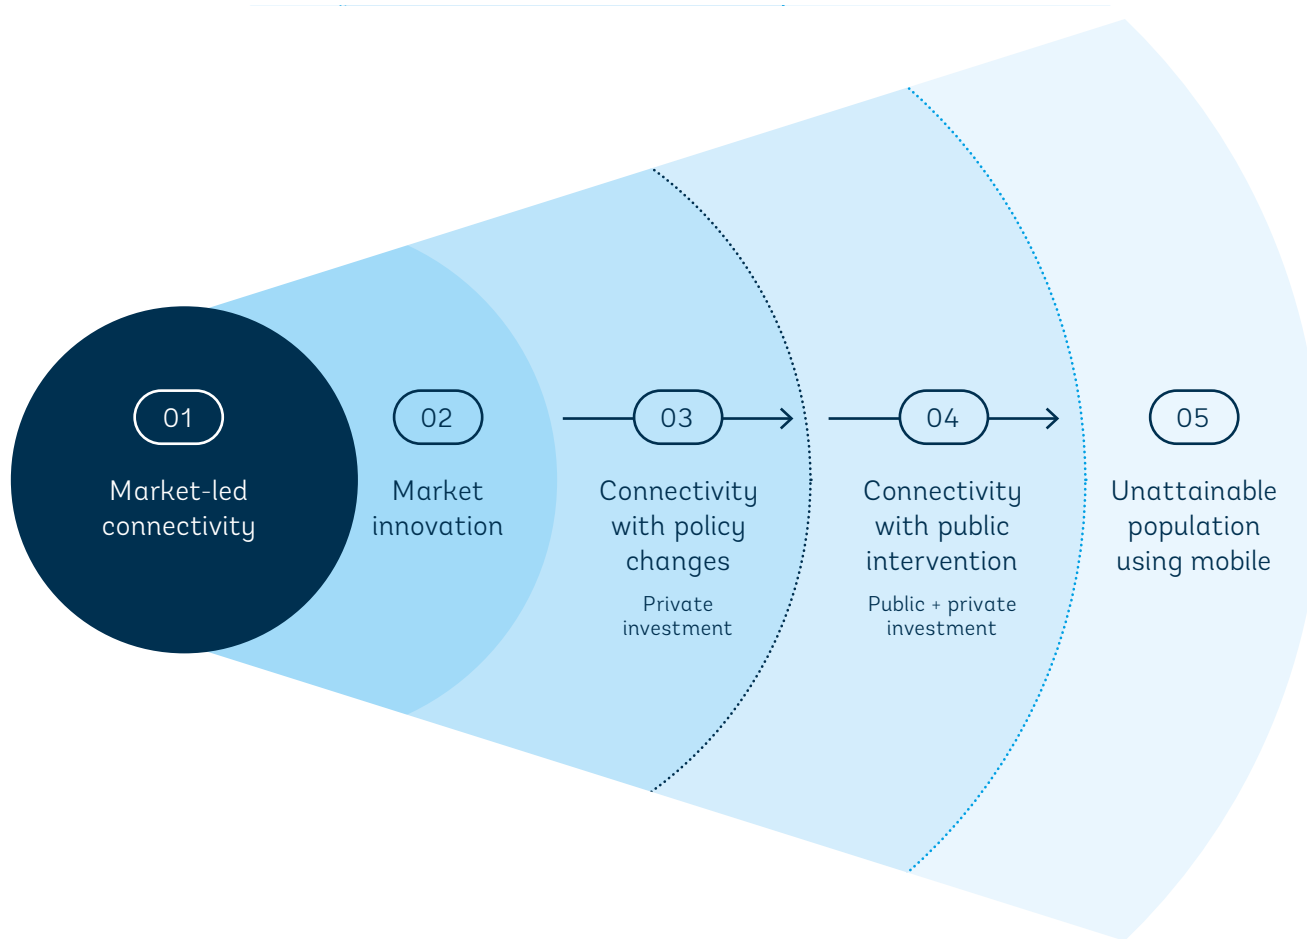 01
Market-led
connectivity
02
Market
innovation
03
Connectivity
with policy
changes
Private
investment
04
Connectivity
with public
intervention
Public + private
investment
05
Unattainable
population
using mobile